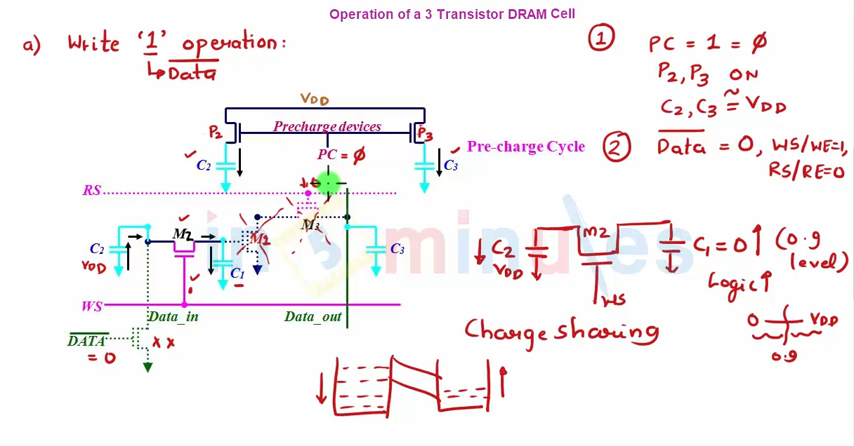 Operation of a 3 Transistor DRAM Cell
a) Write '1' operation:
↳ Data
VDD
P2
Precharge devices
P3
PC = φ
Pre-charge Cycle
C2
C3
RS
M2
M1
M3
C2
VDD
C1
C3
in minutes
WS
Data_in
Data_out
DATA
= 0
x x
1 PC = 1 = φ
P2, P3 ON
C2, C3 ≅ VDD
2 Data = 0, WS/WE=1,
RS/RE=0
↓ C2
VDD
M2
WS
C1 = 0 ↑ (0.9
level)
Logic ↑
Charge sharing
0 VDD
0.9